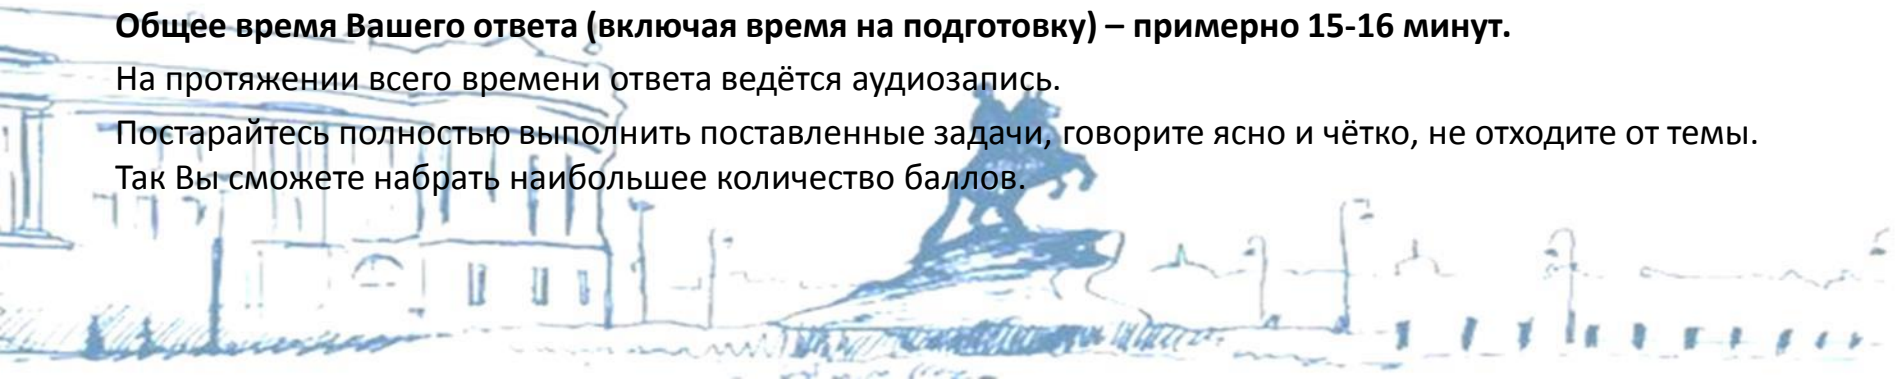 Общее время Вашего ответа (включая время на подготовку) – примерно 15-16 минут.
На протяжении всего времени ответа ведётся аудиозапись.
Постарайтесь полностью выполнить поставленные задачи, говорите ясно и чётко, не отходите от темы.
Так Вы сможете набрать наибольшее количество баллов.